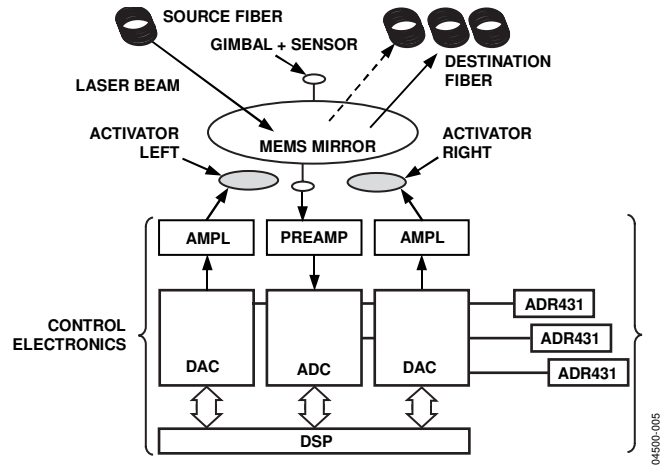 SOURCE FIBER
GIMBAL + SENSOR
DESTINATION
FIBER
LASER BEAM
ACTIVATOR
LEFT
MEMS MIRROR
ACTIVATOR
RIGHT
AMPL
PREAMP
AMPL
CONTROL
ELECTRONICS
DAC
ADC
DAC
ADR431
ADR431
ADR431
DSP
04500-005